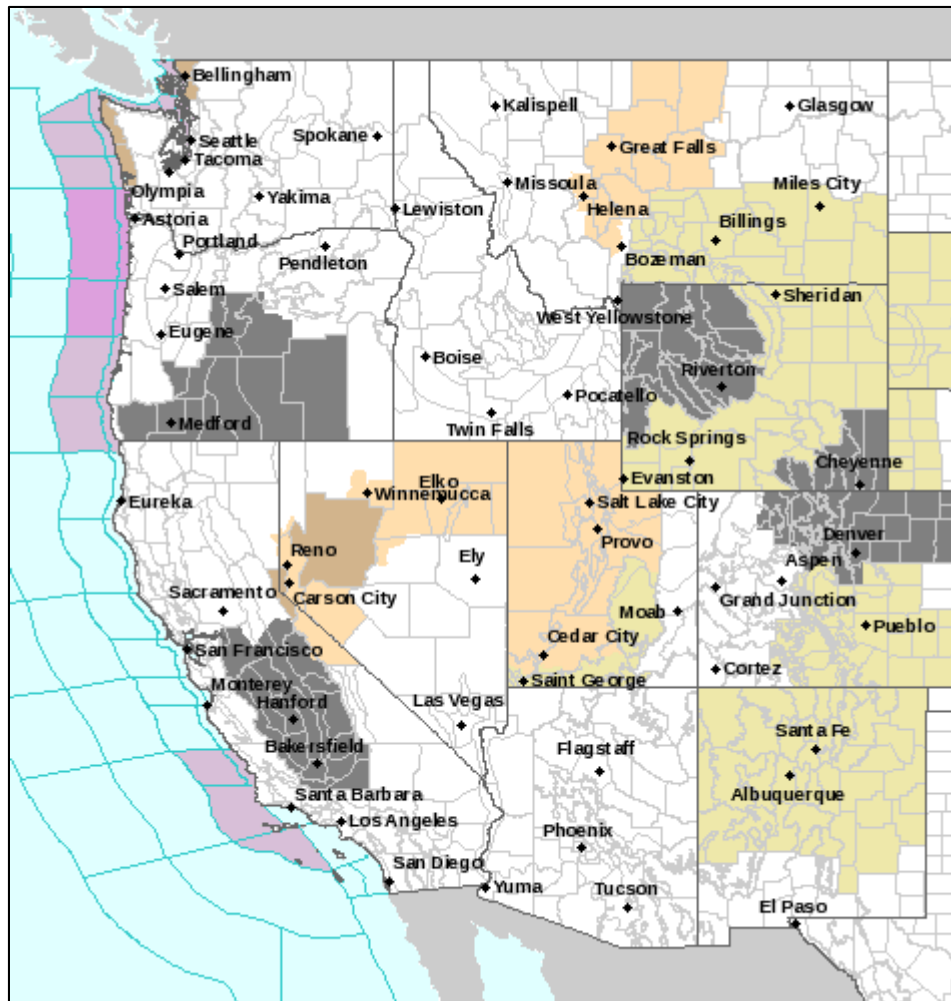 Bellingham
Kalispell
Glasgow
Seattle
Spokane
Great Falls
Tacoma
Olympia
Missoula
Miles City
Yakima
Lewiston
Helena
Astoria
Billings
Portland
Pendleton
Bozeman
Salem
Sheridan
West Yellowstone
Eugene
Boise
Riverton
Pocatello
Medford
Twin Falls
Rock Springs
Cheyenne
Elko
Evanston
Winnemucca
Eureka
Salt Lake City
Provo
Denver
Reno
Ely
Aspen
Sacramento
Carson City
Grand Junction
Moab
Pueblo
San Francisco
Cedar City
Cortez
Saint George
Monterey
Hanford
Las Vegas
Santa Fe
Bakersfield
Flagstaff
Albuquerque
Santa Barbara
Los Angeles
Phoenix
San Diego
Yuma
Tucson
El Paso